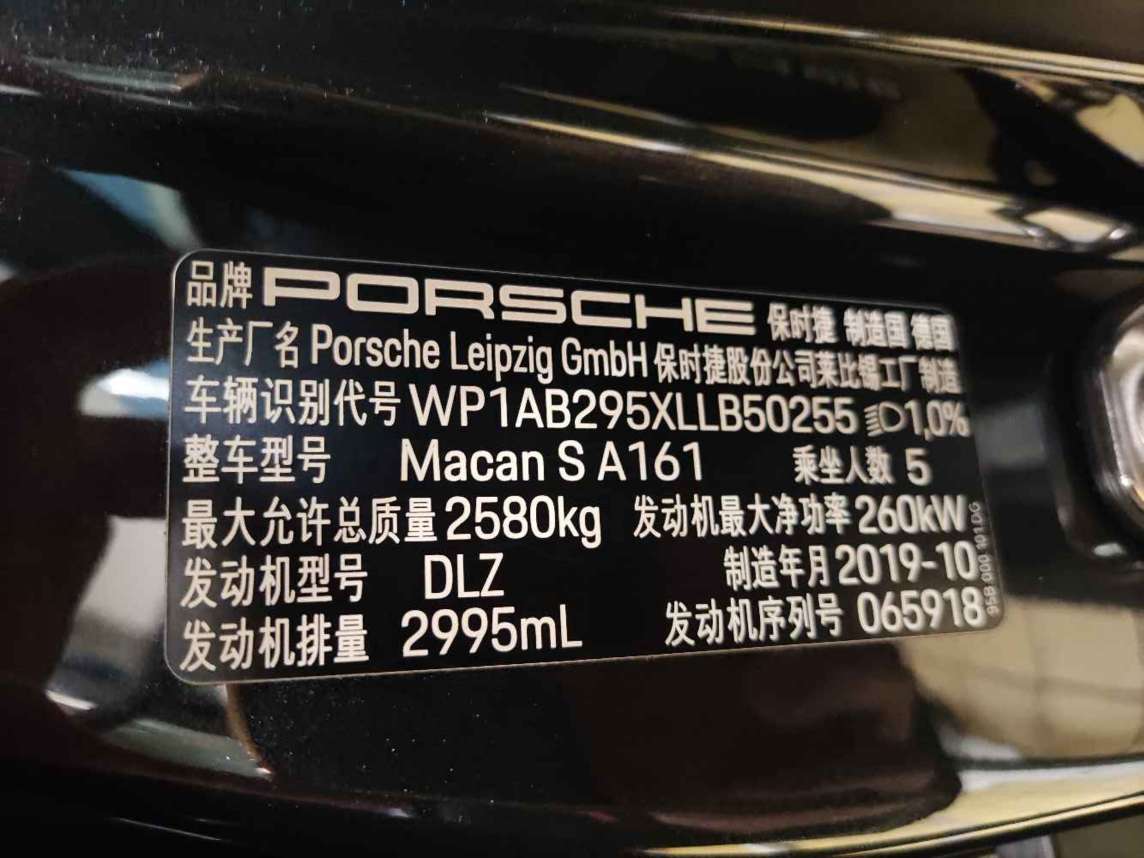 品牌 PORSCHE 保时捷 制造国 德国
生产厂名 Porsche Leipzig GmbH 保时捷股份公司莱比锡工厂制造
车辆识别代号 WP1AB295XLLB50255 1,0%
整车型号 Macan S A161 乘坐人数 5
最大允许总质量 2580kg 发动机最大净功率 260kW
发动机型号 DLZ 制造年月 2019-10
发动机排量 2995mL 发动机序列号 065918
95B 000 101 DG